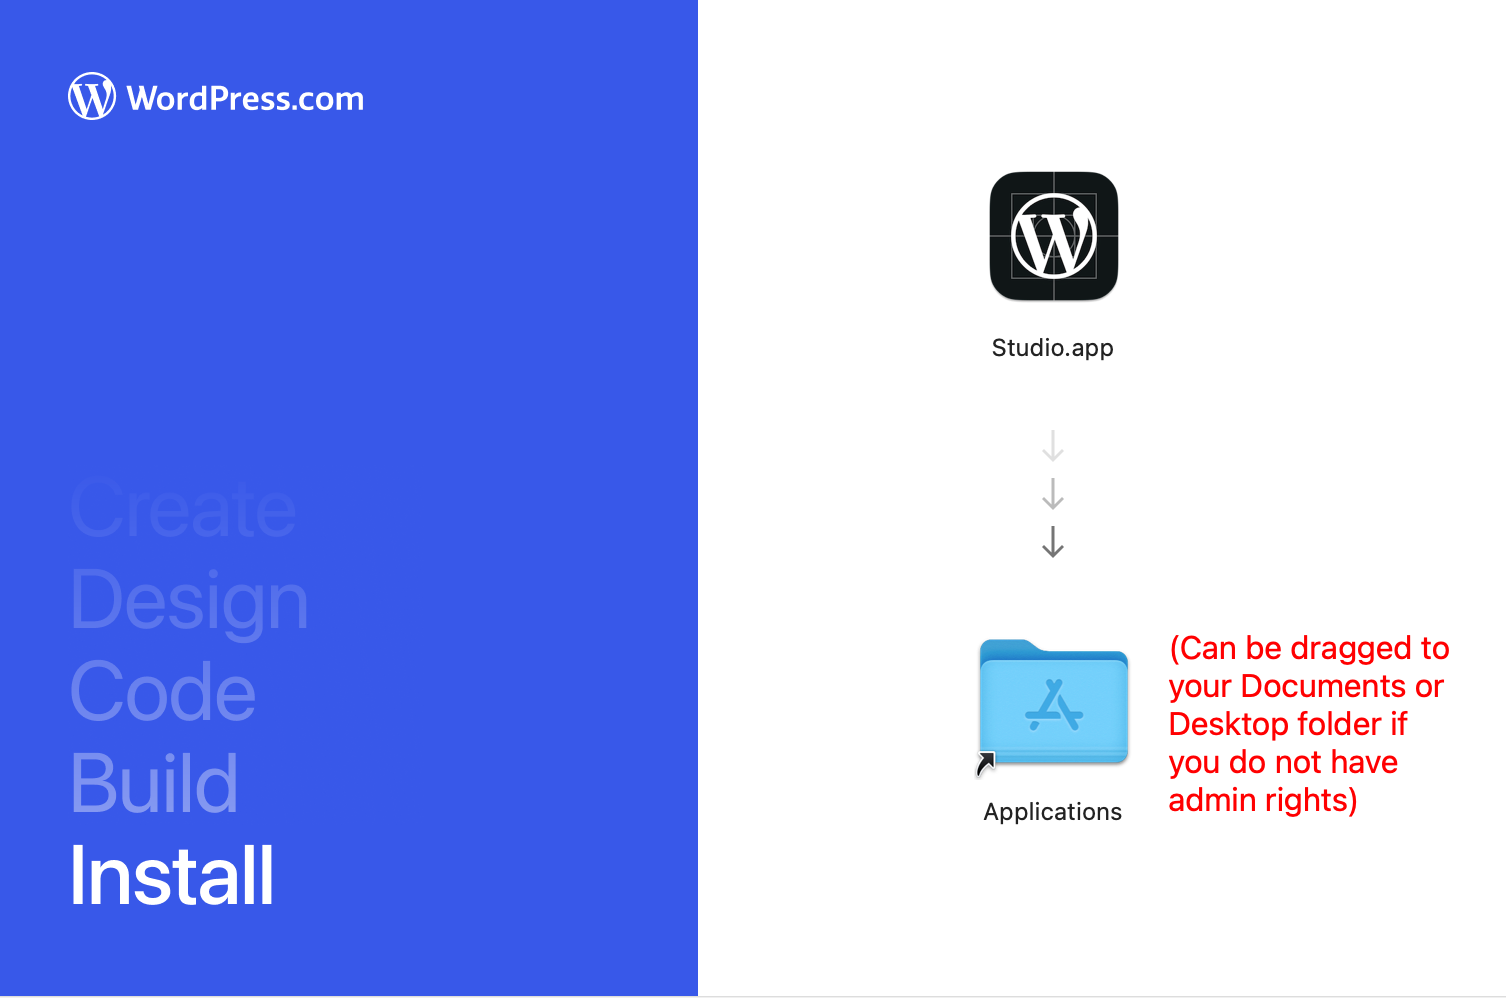 WordPress.com
Create
Design
Code
Build
Install
Studio.app
Applications
(Can be dragged to
your Documents or
Desktop folder if
you do not have
admin rights)